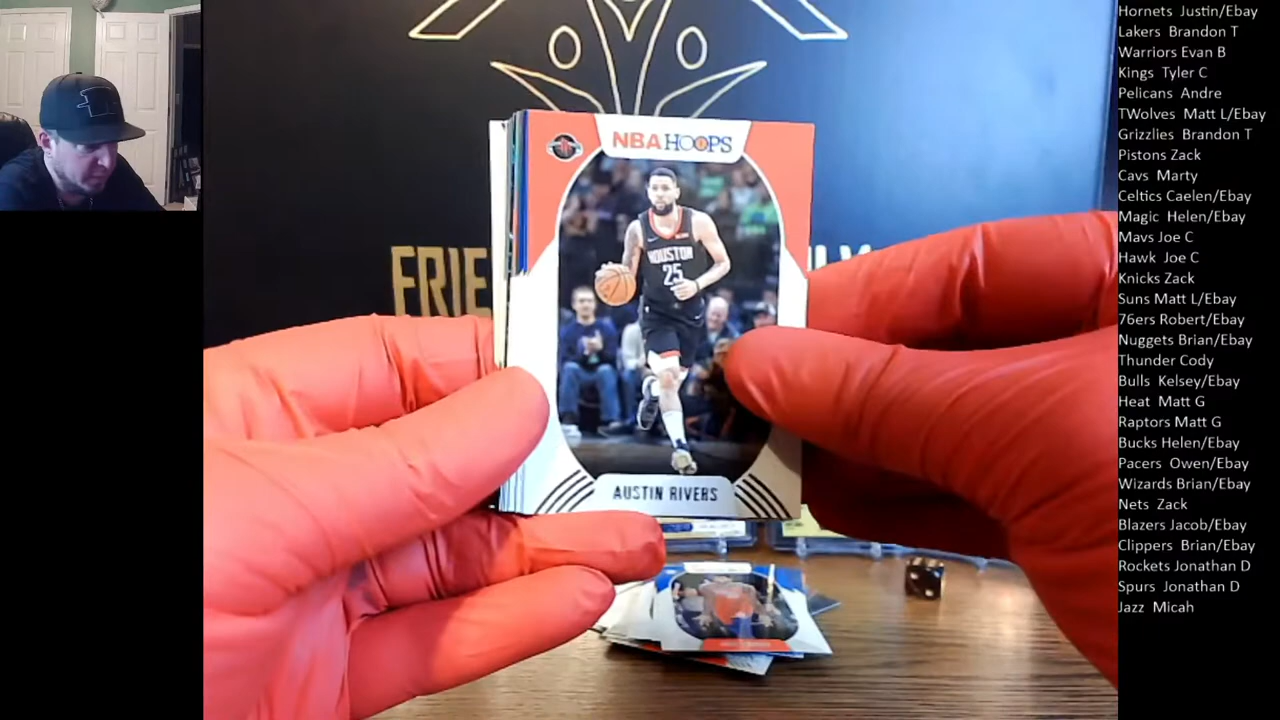 NBA HOOPS
HOUSTON
25
AUSTIN RIVERS
FRIE
Hornets Justin/Ebay
Lakers Brandon T
Warriors Evan B
Kings Tyler C
Pelicans Andre
TWolves Matt L/Ebay
Grizzlies Brandon T
Pistons Zack
Cavs Marty
Celtics Caelen/Ebay
Magic Helen/Ebay
Mavs Joe C
Hawk Joe C
Knicks Zack
Suns Matt L/Ebay
76ers Robert/Ebay
Nuggets Brian/Ebay
Thunder Cody
Bulls Kelsey/Ebay
Heat Matt G
Raptors Matt G
Bucks Helen/Ebay
Pacers Owen/Ebay
Wizards Brian/Ebay
Nets Zack
Blazers Jacob/Ebay
Clippers Brian/Ebay
Rockets Jonathan D
Spurs Jonathan D
Jazz Micah